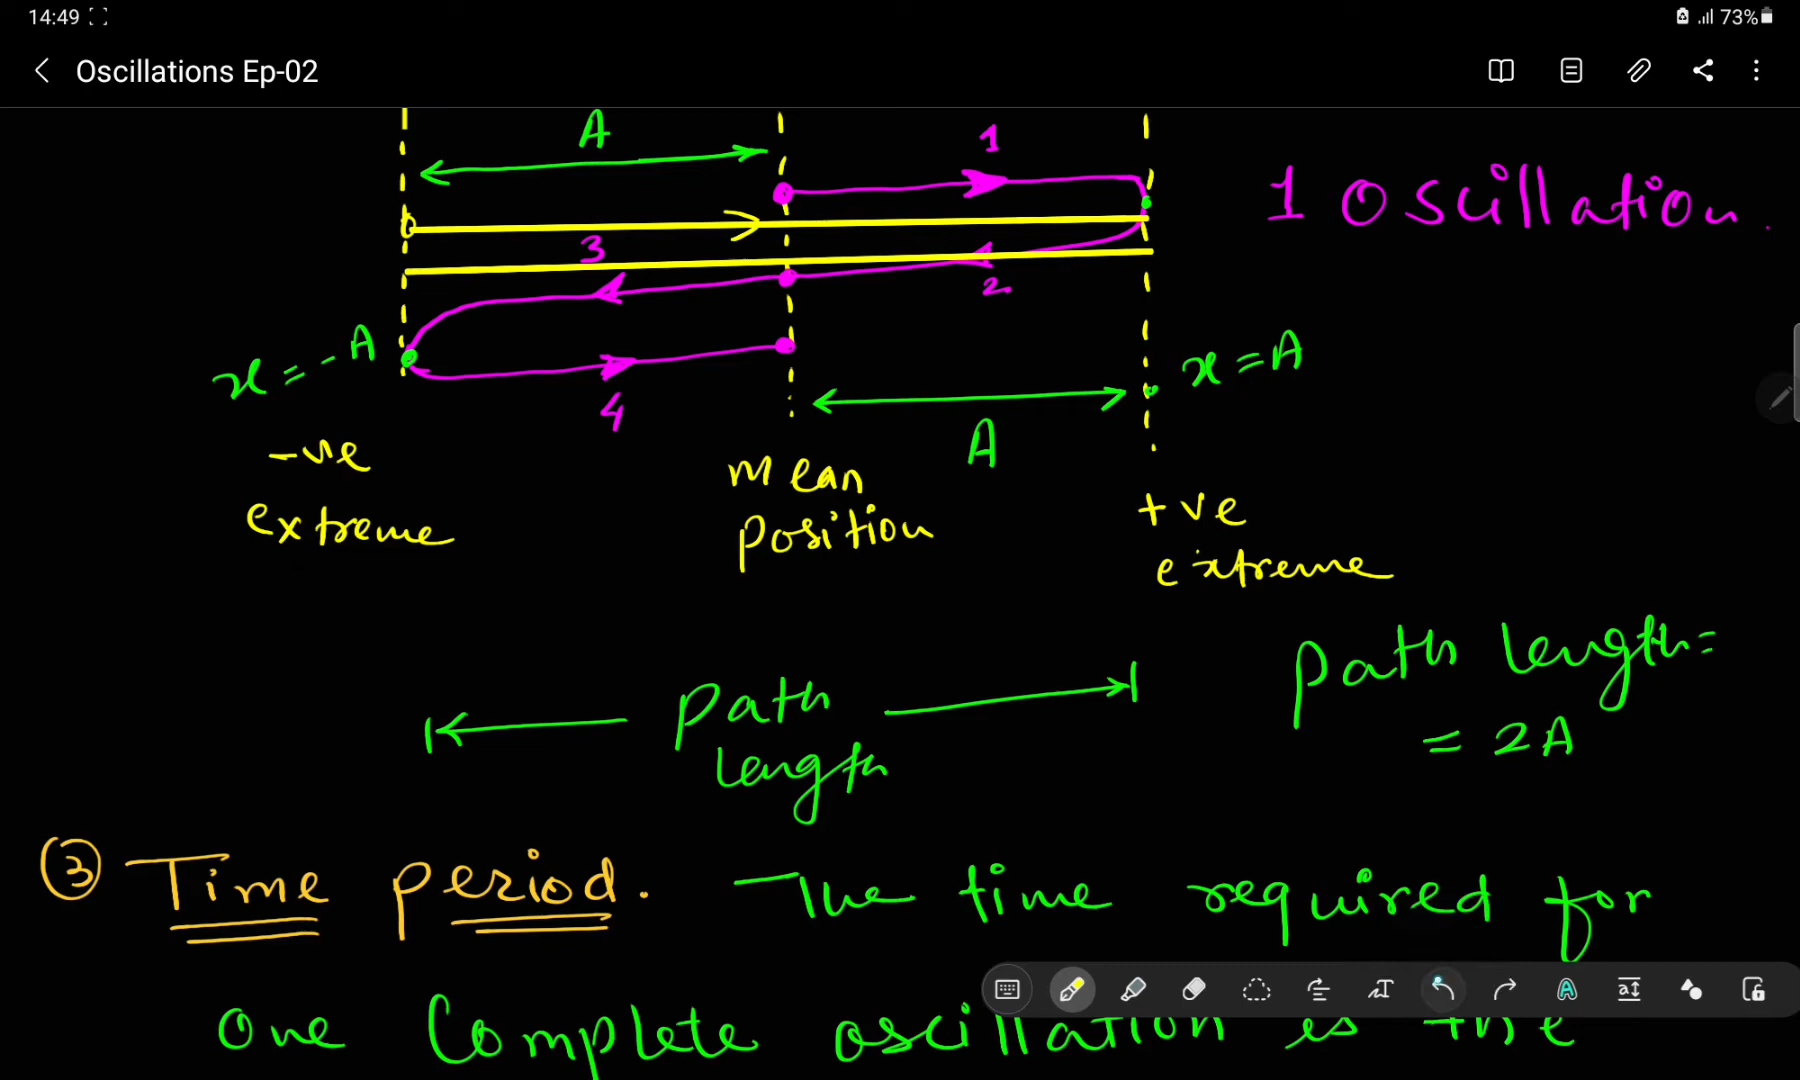 14:49
73%
Oscillations Ep-02
A
1
1 Oscillation.
3
2
x = -A
x = A
4
A
-ve
extreme
mean
position
+ve
extreme
Path
length
Path length=
= 2A
③ Time period. The time required for
one Complete oscillation is the